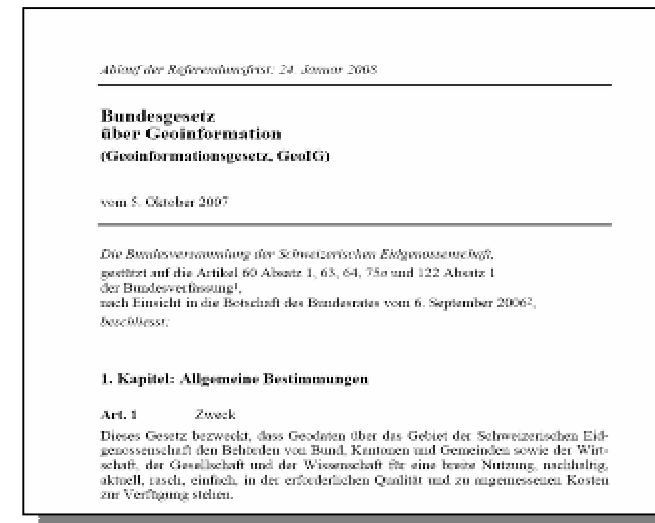 Ablauf der Referendumsfrist: 24. Januar 2008
Bundesgesetz
über Geoinformation
(Geoinformationsgesetz, GeoIG)
vom 5. Oktober 2007
Die Bundesversammlung der Schweizerischen Eidgenossenschaft,
gestützt auf die Artikel 60 Absatz 1, 63, 64, 75a und 122 Absatz 1
der Bundesverfassung¹,
nach Einsicht in die Botschaft des Bundesrates vom 6. September 2006²,
beschliesst:
1. Kapitel: Allgemeine Bestimmungen
Art. 1 Zweck
Dieses Gesetz bezweckt, dass Geodaten über das Gebiet der Schweizerischen Eid-
genossenschaft den Behörden von Bund, Kantonen und Gemeinden sowie der Wirt-
schaft, der Gesellschaft und der Wissenschaft für eine breite Nutzung, nachhaltig,
aktuell, rasch, einfach, in der erforderlichen Qualität und zu angemessenen Kosten
zur Verfügung stehen.